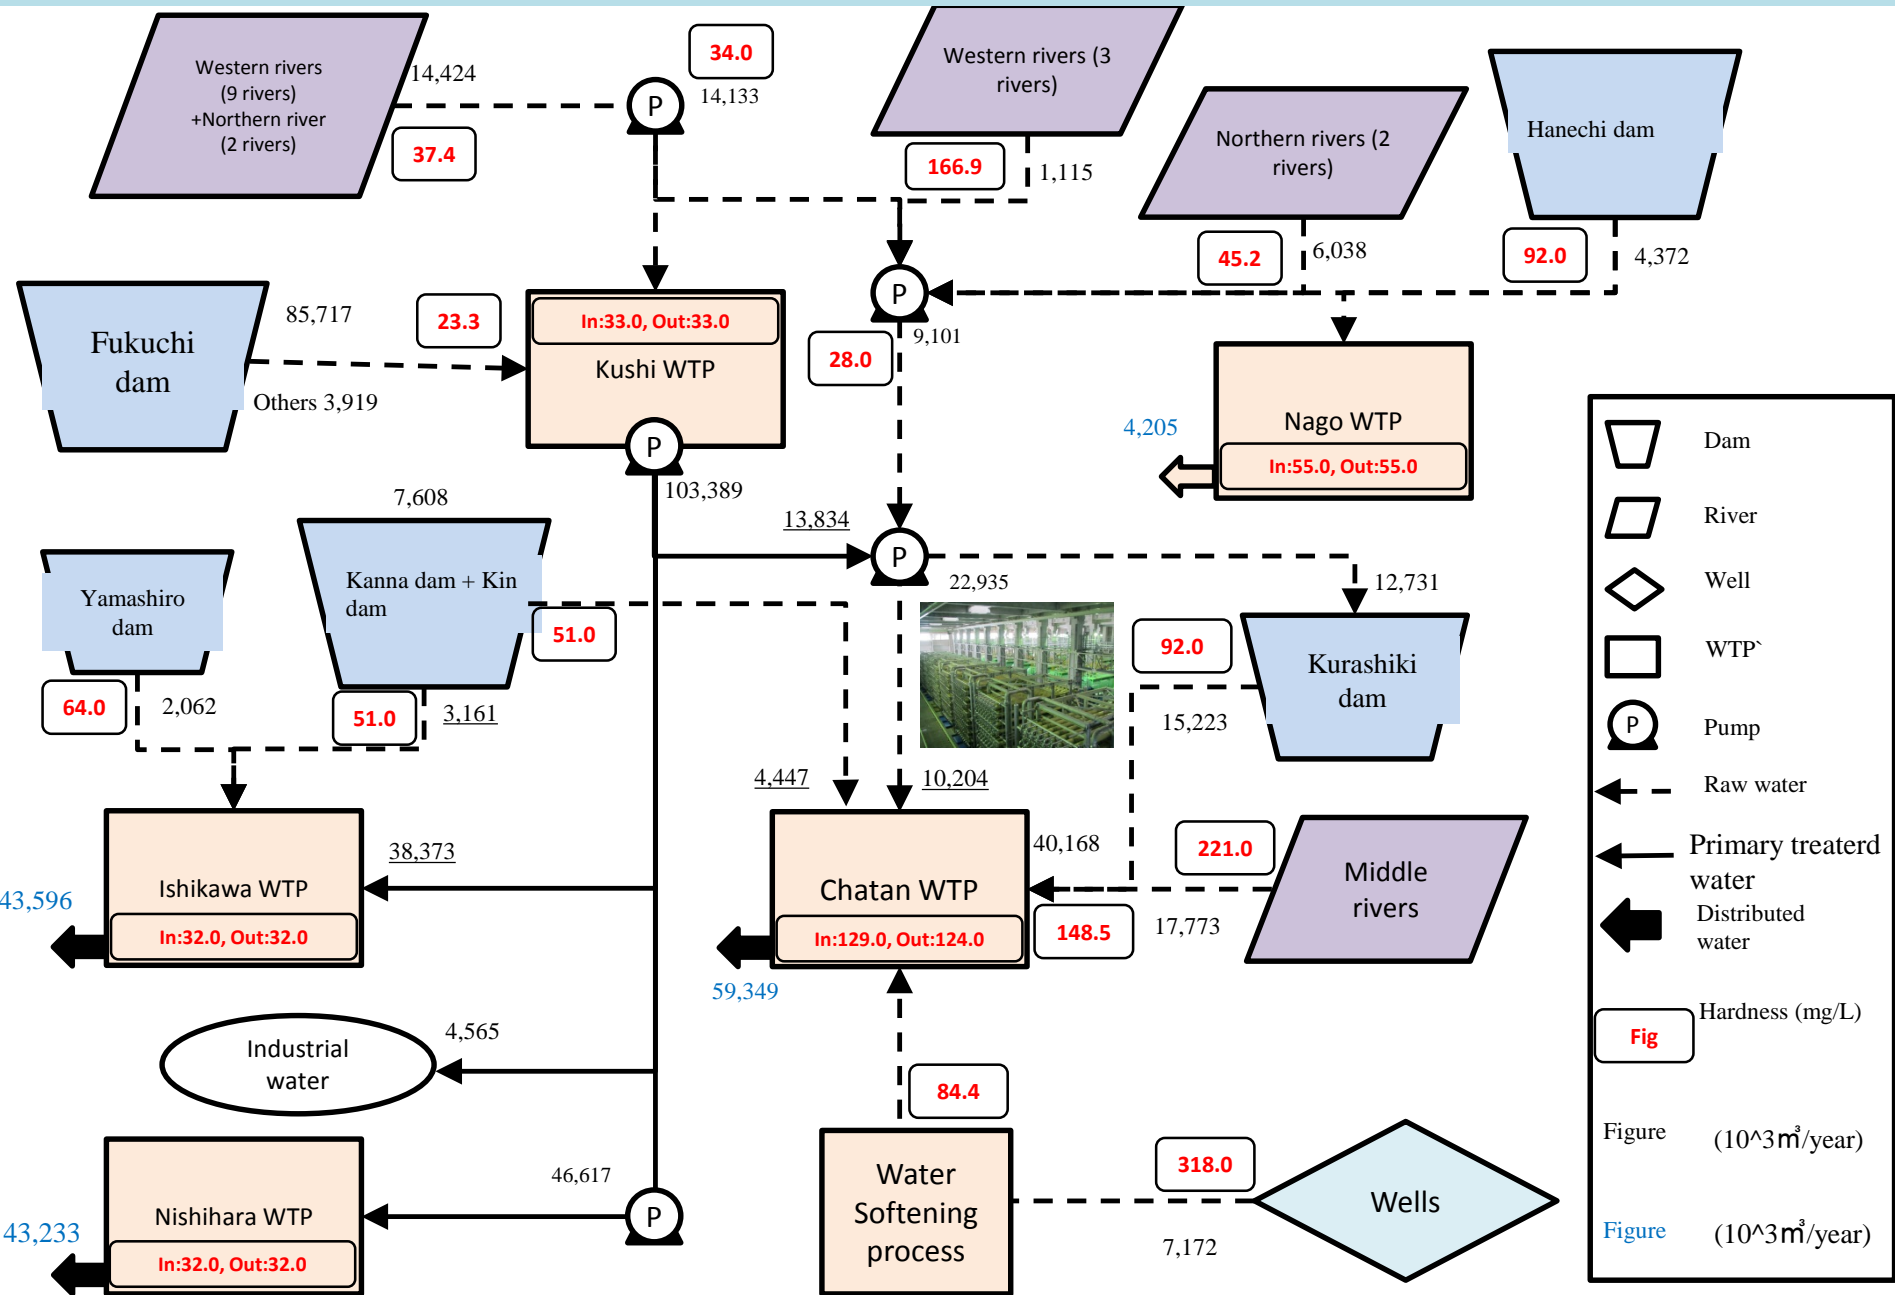 Western rivers
(9 rivers)
+Northern river
(2 rivers)
14,424
37.4
34.0
P
14,133
Western rivers (3
rivers)
166.9
1,115
Northern rivers (2
rivers)
45.2
6,038
Hanechi dam
92.0
4,372
Fukuchi
dam
85,717
23.3
Others 3,919
In:33.0, Out:33.0
Kushi WTP
P
103,389
P
9,101
28.0
Nago WTP
In:55.0, Out:55.0
4,205
7,608
Yamashiro
dam
64.0
2,062
Kanna dam + Kin
dam
51.0
51.0
3,161
13,834
P
22,935
12,731
92.0
Kurashiki
dam
15,223
4,447
10,204
38,373
Ishikawa WTP
In:32.0, Out:32.0
43,596
Chatan WTP
In:129.0, Out:124.0
59,349
40,168
221.0
148.5
17,773
Middle
rivers
Industrial
water
4,565
84.4
Water
Softening
process
318.0
7,172
Wells
46,617
P
Nishihara WTP
In:32.0, Out:32.0
43,233
Dam
River
Well
WTP`
P
Pump
Raw water
Primary treaterd
water
Distributed
water
Fig
Hardness (mg/L)
Figure (10^3㎥/year)
Figure (10^3㎥/year)